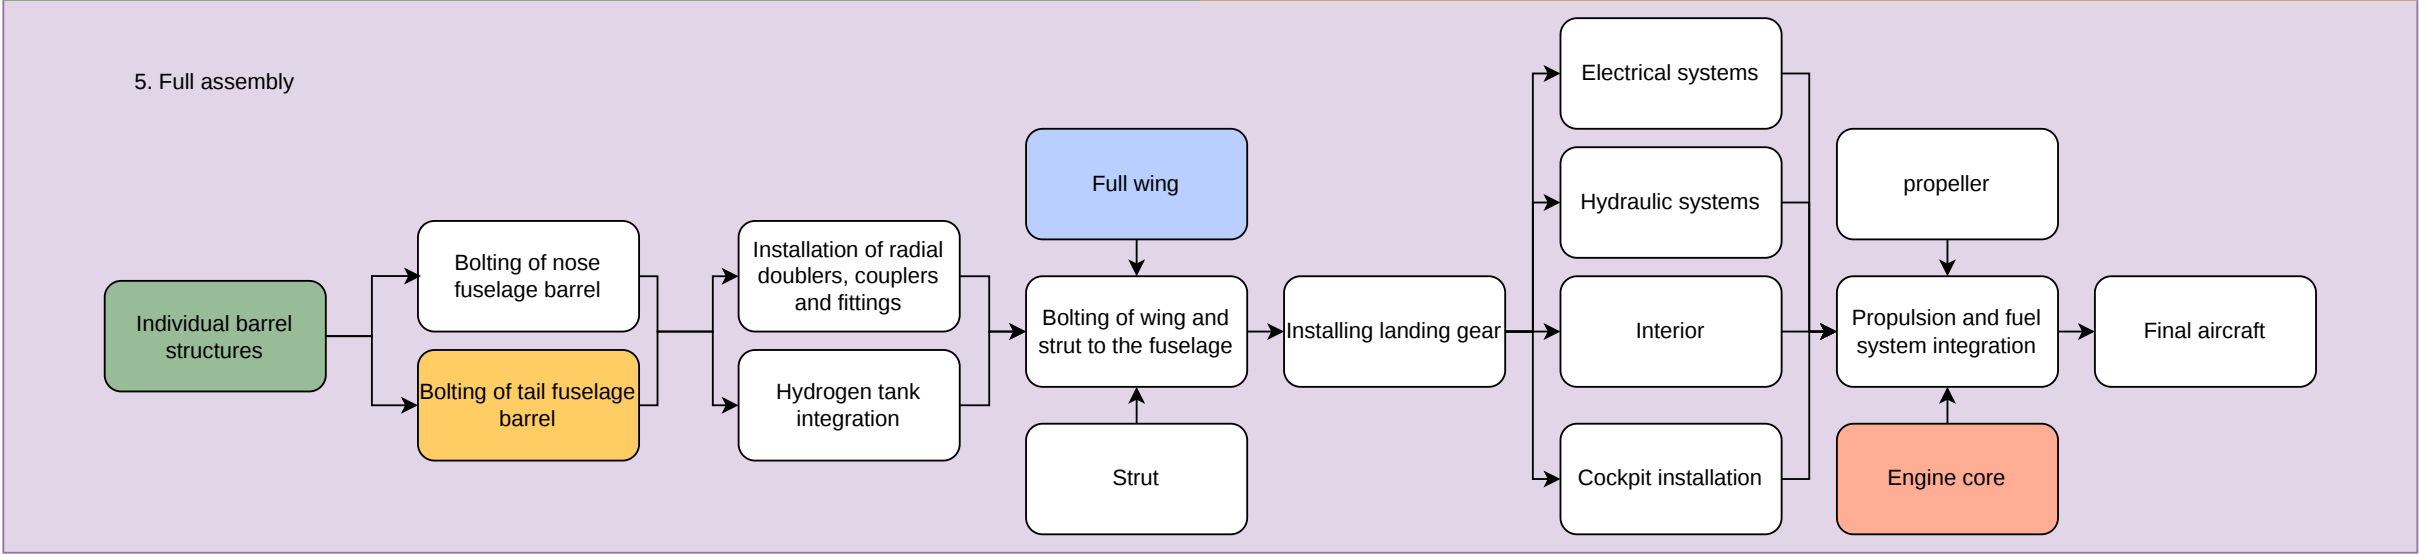 5. Full assembly
Individual barrel
structures
Bolting of nose
fuselage barrel
Bolting of tail fuselage
barrel
Installation of radial
doublers, couplers
and fittings
Hydrogen tank
integration
Full wing
Bolting of wing and
strut to the fuselage
Strut
Installing landing gear
Electrical systems
Hydraulic systems
Interior
Cockpit installation
propeller
Propulsion and fuel
system integration
Engine core
Final aircraft